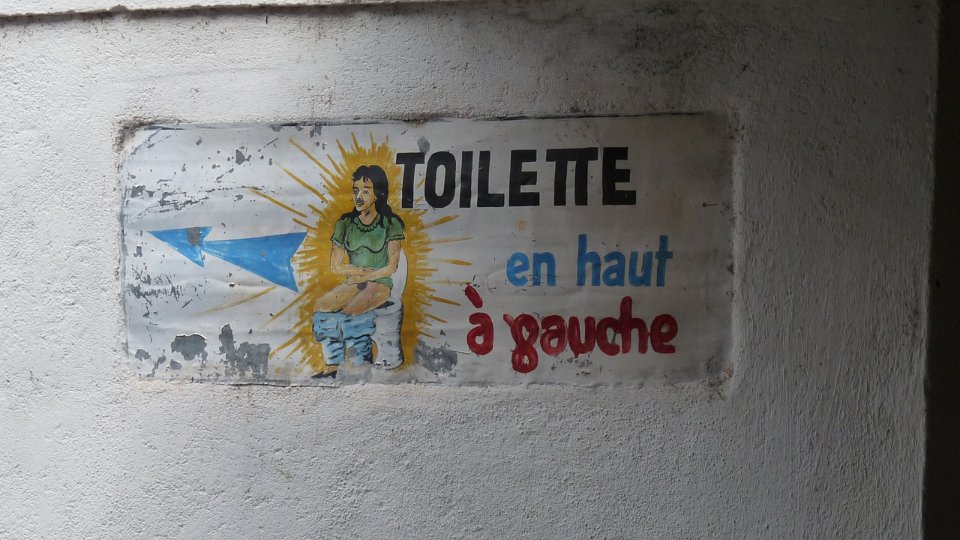 TOILETTE
en haut
à gauche